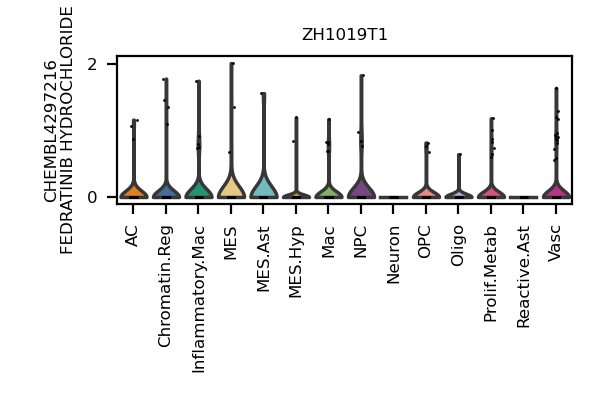 ZH1019T1
CHEMBL4297216
FEDRATINIB HYDROCHLORIDE
2
0
AC
Chromatin.Reg
Inflammatory.Mac
MES
MES.Ast
MES.Hyp
Mac
NPC
Neuron
OPC
Oligo
Prolif.Metab
Reactive.Ast
Vasc